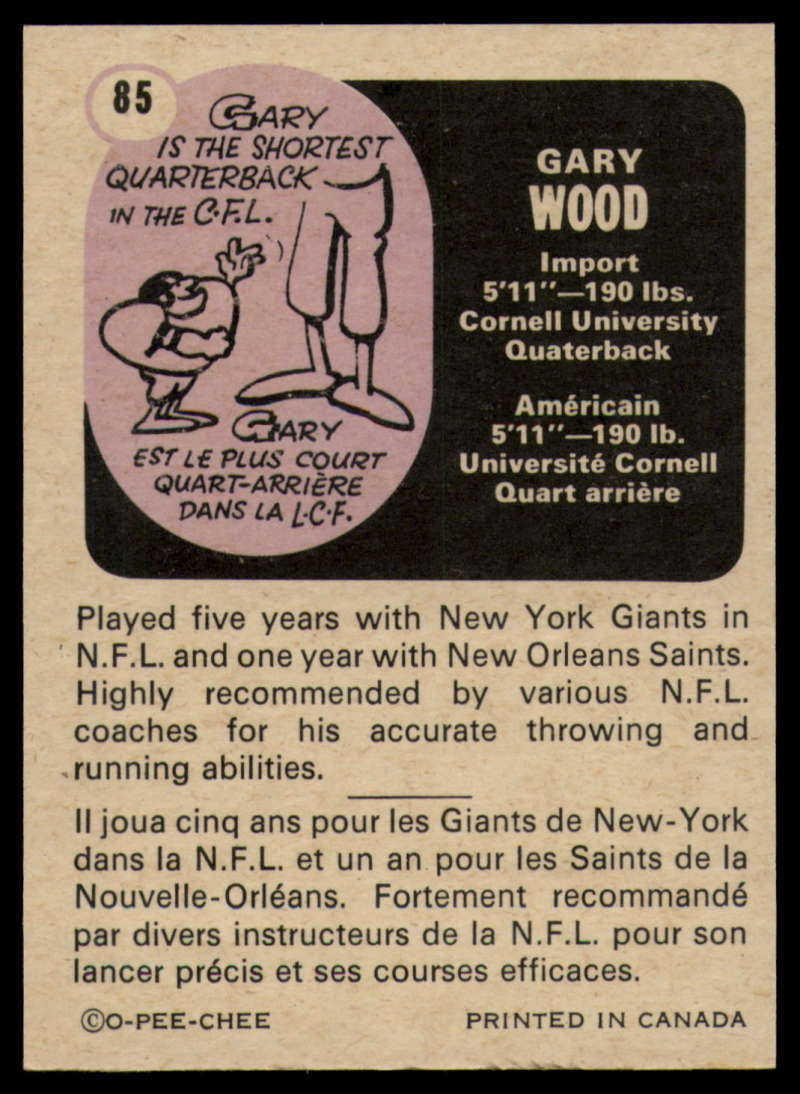 85
GARY
IS THE SHORTEST
QUARTERBACK
IN THE C.F.L.
GARY
EST LE PLUS COURT
QUART-ARRIÈRE
DANS LA L.C.F.
GARY
WOOD
Import
5'11"—190 lbs.
Cornell University
Quaterback
Américain
5'11"—190 lb.
Université Cornell
Quart arrière
Played five years with New York Giants in
N.F.L. and one year with New Orleans Saints.
Highly recommended by various N.F.L.
coaches for his accurate throwing and
running abilities.
Il joua cinq ans pour les Giants de New-York
dans la N.F.L. et un an pour les Saints de la
Nouvelle-Orléans. Fortement recommandé
par divers instructeurs de la N.F.L. pour son
lancer précis et ses courses efficaces.
©O-PEE-CHEE PRINTED IN CANADA